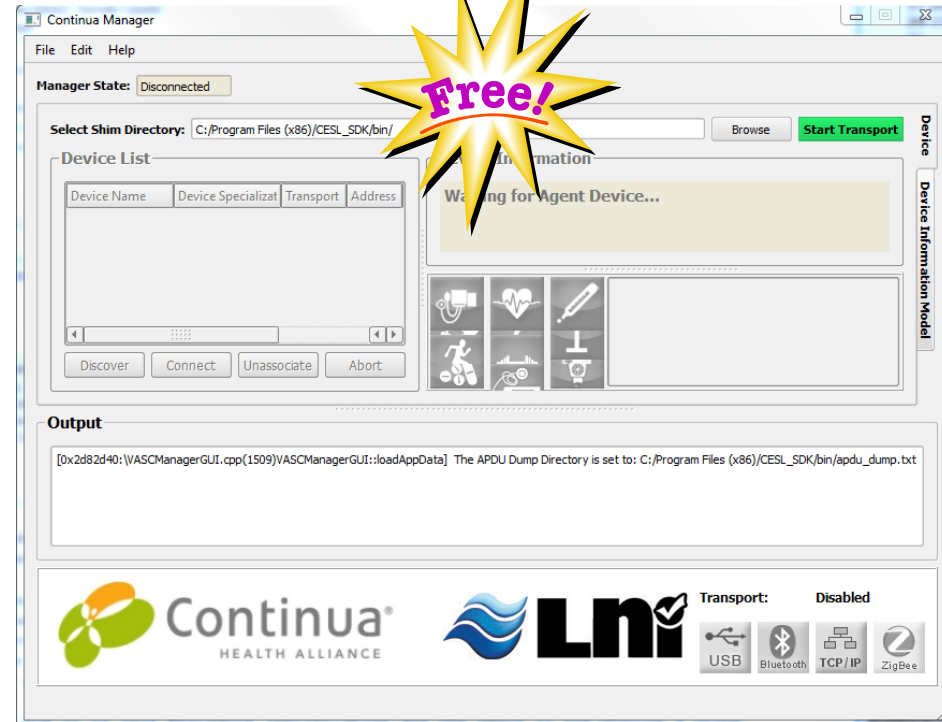 Continua Manager
File Edit Help
Manager State: Disconnected
Free!
Select Shim Directory: C:/Program Files (x86)/CESL_SDK/bin/ Browse Start Transport
Device
Device Information Model
Device List
Information
Device Name Device Specializat Transport Address
for Agent Device...
Discover Connect Unassociate Abort
Output
[0x2d82d40:\VASCManagerGUI.cpp(1509)VASCManagerGUI::loadAppData] The APDU Dump Directory is set to: C:/Program Files (x86)/CESL_SDK/bin/apdu_dump.txt
Continua®
HEALTH ALLIANCE
LNI
Transport: Disabled
USB Bluetooth TCP/IP ZigBee